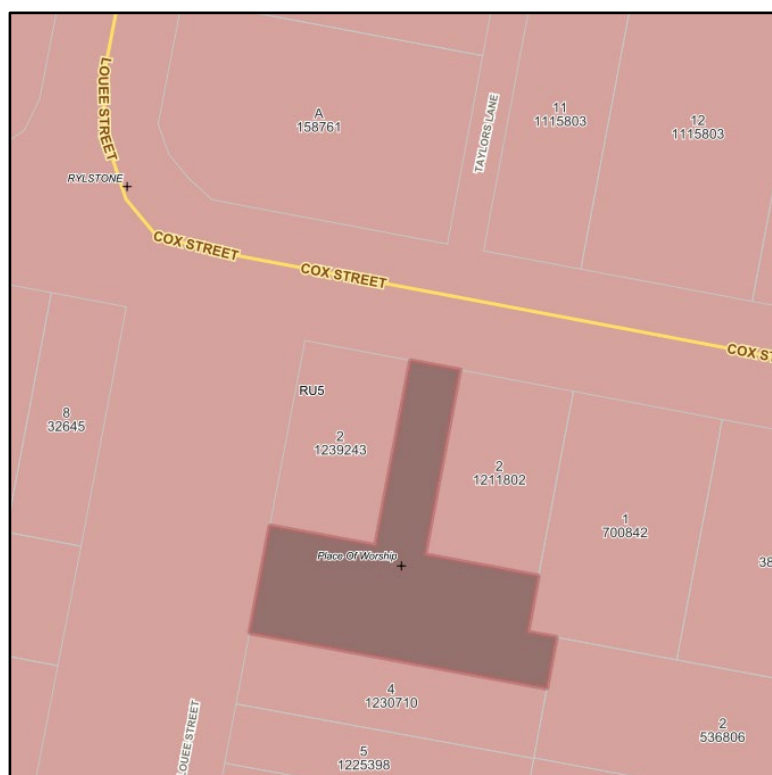 LOUEE STREET
A
158761
TAYLORS LANE
11
1115803
12
1115803
RYLSTONE
COX STREET
COX STREET
COX ST
RU5
8
32645
2
1239243
2
1211802
1
700842
38
Place Of Worship
4
1230710
LOUEE STREET
2
536806
5
1225398